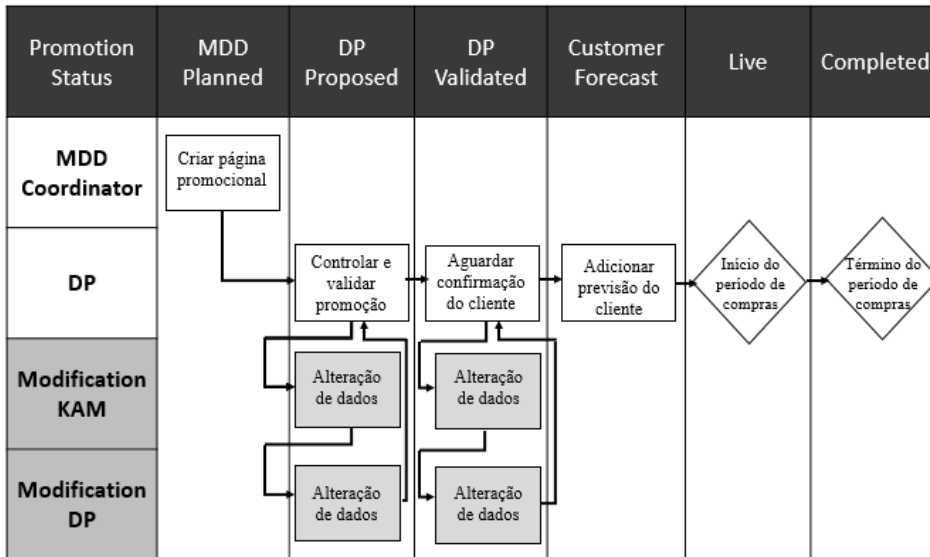 Promotion
Status
MDD
Planned
DP
Proposed
DP
Validated
Customer
Forecast
Live
Completed
MDD
Coordinator
Criar página
promocional
DP
Controlar e
validar
promoção
Aguardar
confirmação
do cliente
Adicionar
previsão do
cliente
Início do
período de
compras
Término do
período de
compras
Modification
KAM
Alteração
de dados
Alteração
de dados
Modification
DP
Alteração
de dados
Alteração
de dados